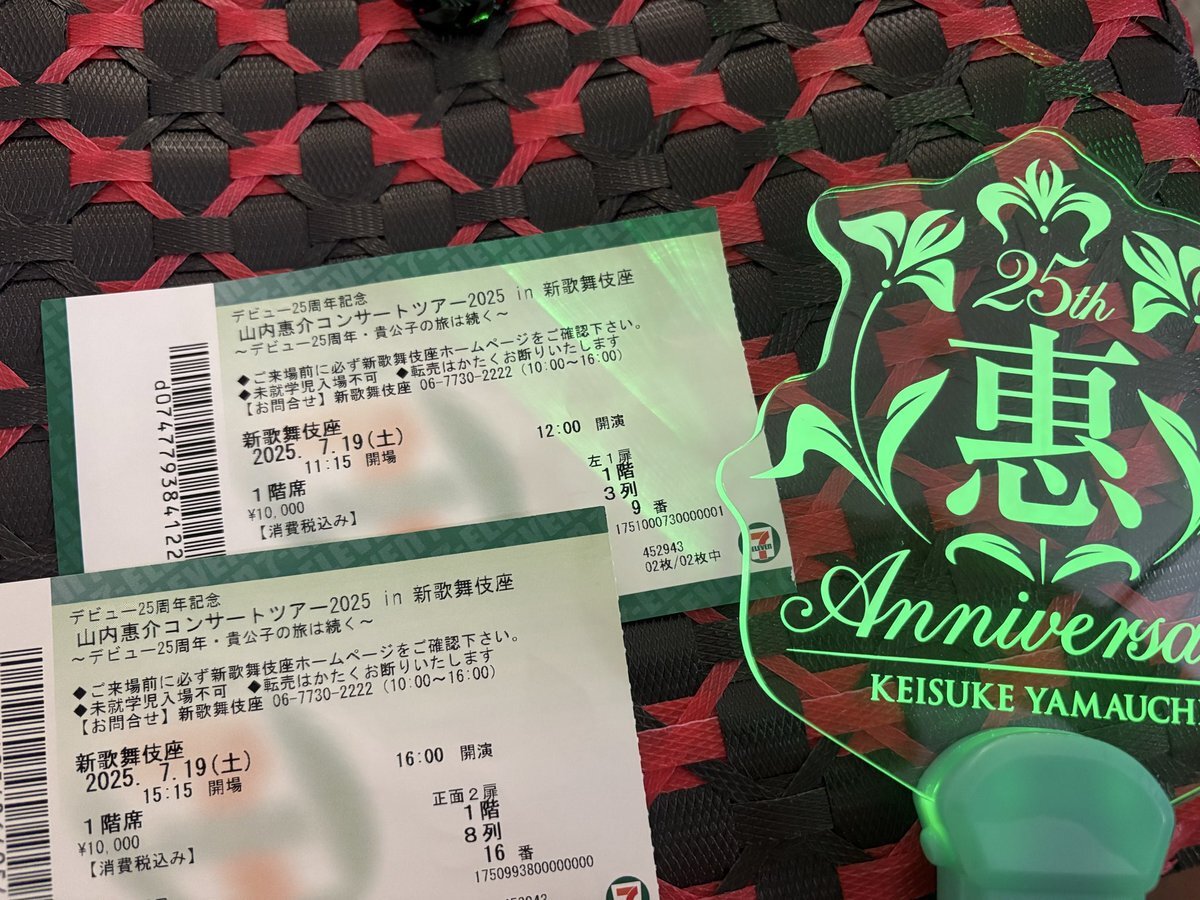 デビュー25周年記念
山内惠介コンサートツアー2025 in 新歌舞伎座
～デビュー25周年・貴公子の旅は続く～
◆ご来場前に必ず新歌舞伎座ホームページをご確認下さい。
◆未就学児入場不可 ◆転売はかたくお断りいたします
【お問合せ】新歌舞伎座 06-7730-2222（10:00～16:00）
新歌舞伎座
2025. 7.19(土) 12:00 開演
11:15 開場
左1扉
1階席 1階
¥10,000 3列
【消費税込み】 9 番
1751000730000001
452943
02枚/02枚中
7-ELEVEN
d074779384122
デビュー25周年記念
山内惠介コンサートツアー2025 in 新歌舞伎座
～デビュー25周年・貴公子の旅は続く～
◆ご来場前に必ず新歌舞伎座ホームページをご確認下さい。
◆未就学児入場不可 ◆転売はかたくお断りいたします
【お問合せ】新歌舞伎座 06-7730-2222（10:00～16:00）
新歌舞伎座
2025. 7.19(土) 16:00 開演
15:15 開場
正面2扉
1階席 1階
¥10,000 8列
【消費税込み】 16 番
1750993800000000
25th
惠
Anniversa
KEISUKE YAMAUCHI